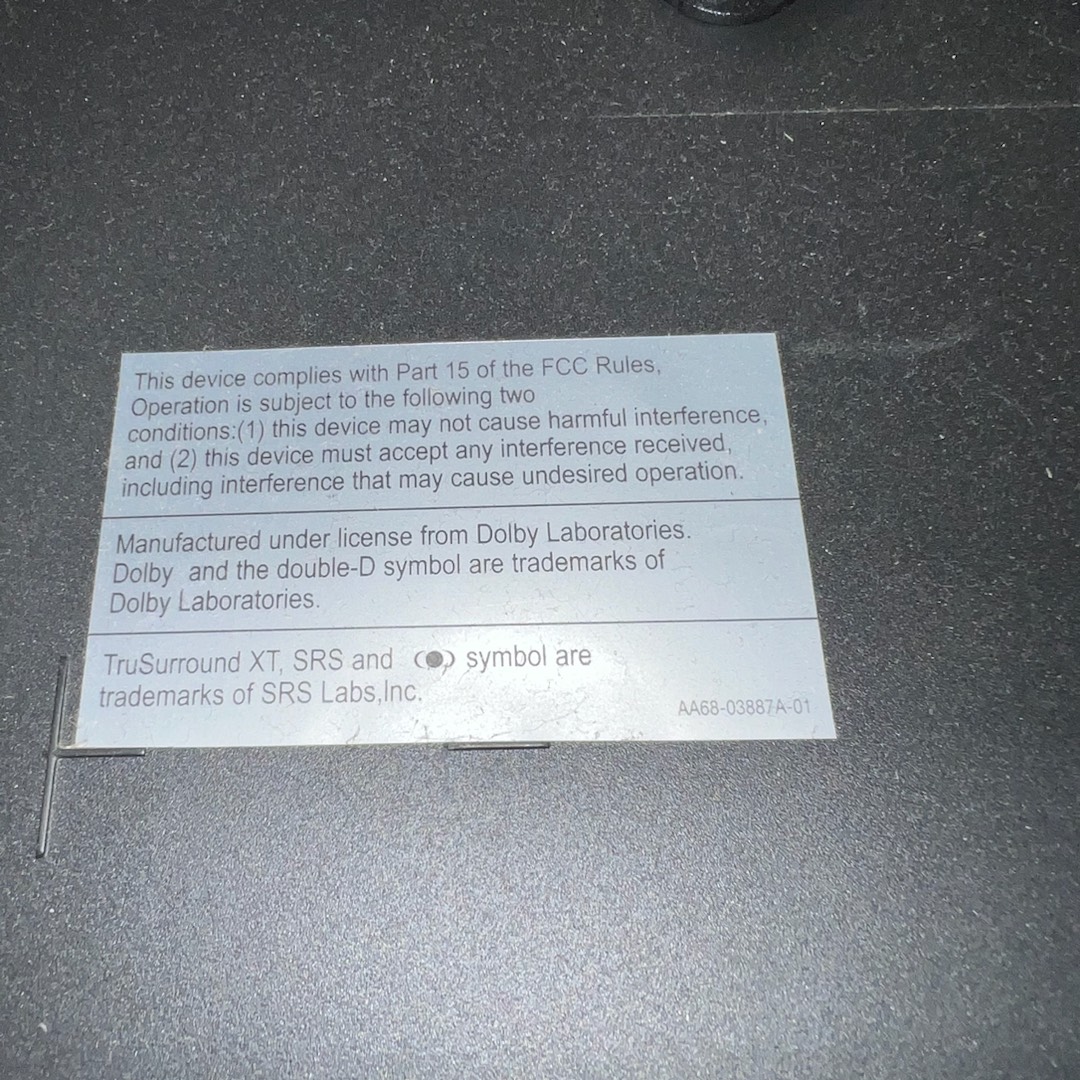 This device complies with Part 15 of the FCC Rules,
Operation is subject to the following two
conditions:(1) this device may not cause harmful interference,
and (2) this device must accept any interference received,
including interference that may cause undesired operation.
Manufactured under license from Dolby Laboratories.
Dolby and the double-D symbol are trademarks of
Dolby Laboratories.
TruSurround XT, SRS and (●) symbol are
trademarks of SRS Labs,Inc.
AA68-03887A-01